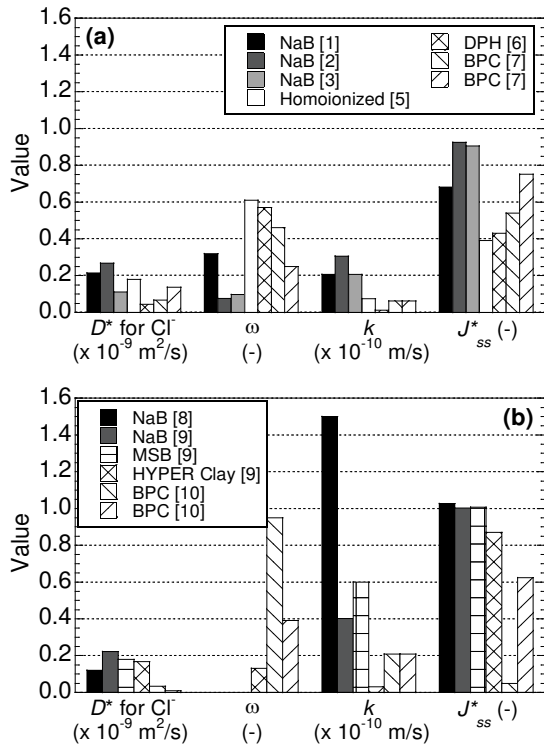 (a)
NaB [1]
NaB [2]
NaB [3]
Homoionized [5]
DPH [6]
BPC [7]
BPC [7]
Value
1.6
1.4
1.2
1.0
0.8
0.6
0.4
0.2
0.0
D* for Cl⁻
(x 10⁻⁹ m²/s)
ω
(-)
k
(x 10⁻¹⁰ m/s)
J*ss (-)
(b)
NaB [8]
NaB [9]
MSB [9]
HYPER Clay [9]
BPC [10]
BPC [10]
Value
1.6
1.4
1.2
1.0
0.8
0.6
0.4
0.2
0.0
D* for Cl⁻
(x 10⁻⁹ m²/s)
ω
(-)
k
(x 10⁻¹⁰ m/s)
J*ss (-)